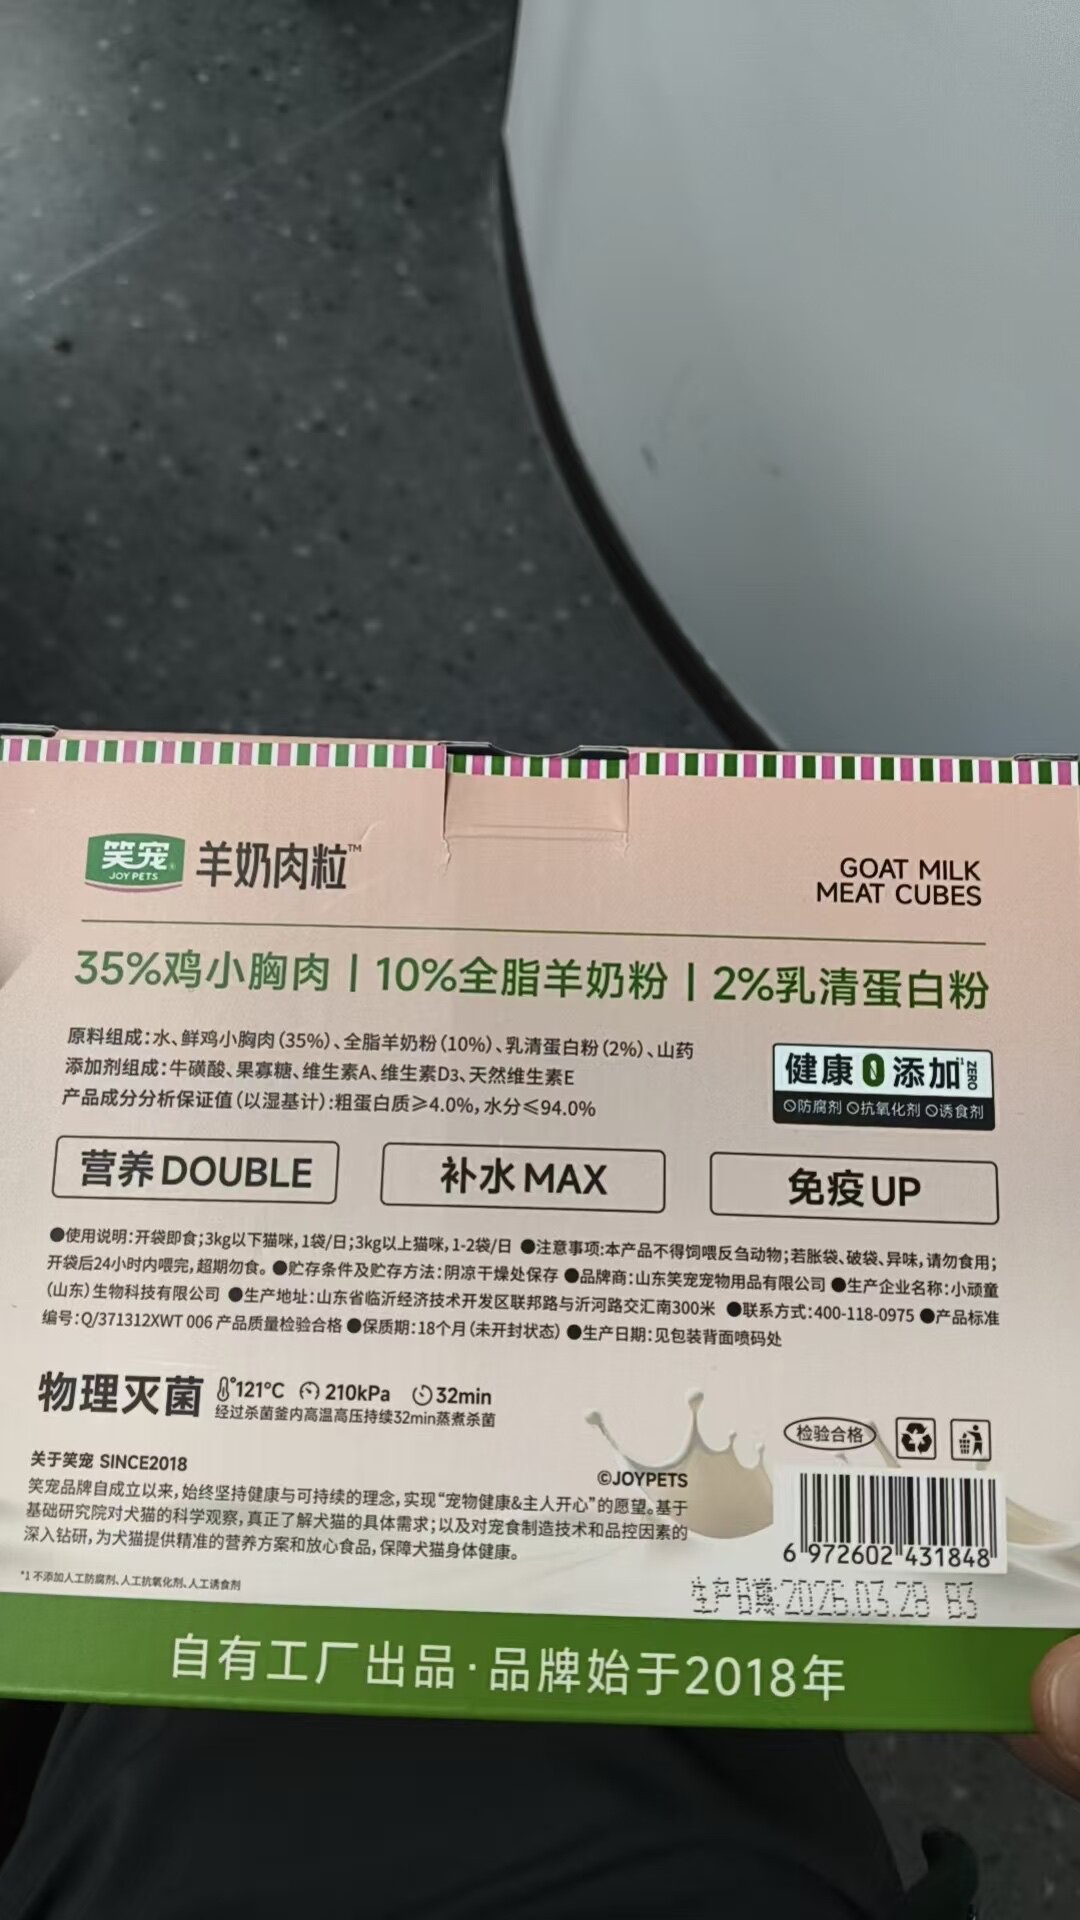 笑宠
JOY PETS
羊奶肉粒™
GOAT MILK
MEAT CUBES
35%鸡小胸肉 | 10%全脂羊奶粉 | 2%乳清蛋白粉
原料组成:水、鲜鸡小胸肉(35%)、全脂羊奶粉(10%)、乳清蛋白粉(2%)、山药
添加剂组成:牛磺酸、果寡糖、维生素A、维生素D3、天然维生素E
产品成分分析保证值(以湿基计):粗蛋白质≥4.0%,水分≤94.0%
健康0添加*1 ZERO
防腐剂 抗氧化剂 诱食剂
营养DOUBLE
补水MAX
免疫UP
●使用说明:开袋即食;3kg以下猫咪,1袋/日;3kg以上猫咪,1-2袋/日 ●注意事项:本产品不得饲喂反刍动物;若胀袋、破袋、异味,请勿食用;
开袋后24小时内喂完,超期勿食。●贮存条件及贮存方法:阴凉干燥处保存 ●品牌商:山东笑宠宠物用品有限公司 ●生产企业名称:小顽童
(山东)生物科技有限公司 ●生产地址:山东省临沂经济技术开发区联邦路与沂河路交汇南300米 ●联系方式:400-118-0975 ●产品标准
编号:Q/371312XWT 006 产品质量检验合格 ●保质期:18个月(未开封状态) ●生产日期:见包装背面喷码处
物理灭菌
121°C 210kPa 32min
经过杀菌釜内高温高压持续32min蒸煮杀菌
检验合格
关于笑宠 SINCE2018
©JOYPETS
笑宠品牌自成立以来,始终坚持健康与可持续的理念,实现“宠物健康&主人开心”的愿望。基于
基础研究院对犬猫的科学观察,真正了解犬猫的具体需求;以及对宠食制造技术和品控因素的
深入钻研,为犬猫提供精准的营养方案和放心食品,保障犬猫身体健康。
6 972602 431848
*1 不添加人工防腐剂、人工抗氧化剂、人工诱食剂
生产日期:2026.03.28 B3
自有工厂出品·品牌始于2018年